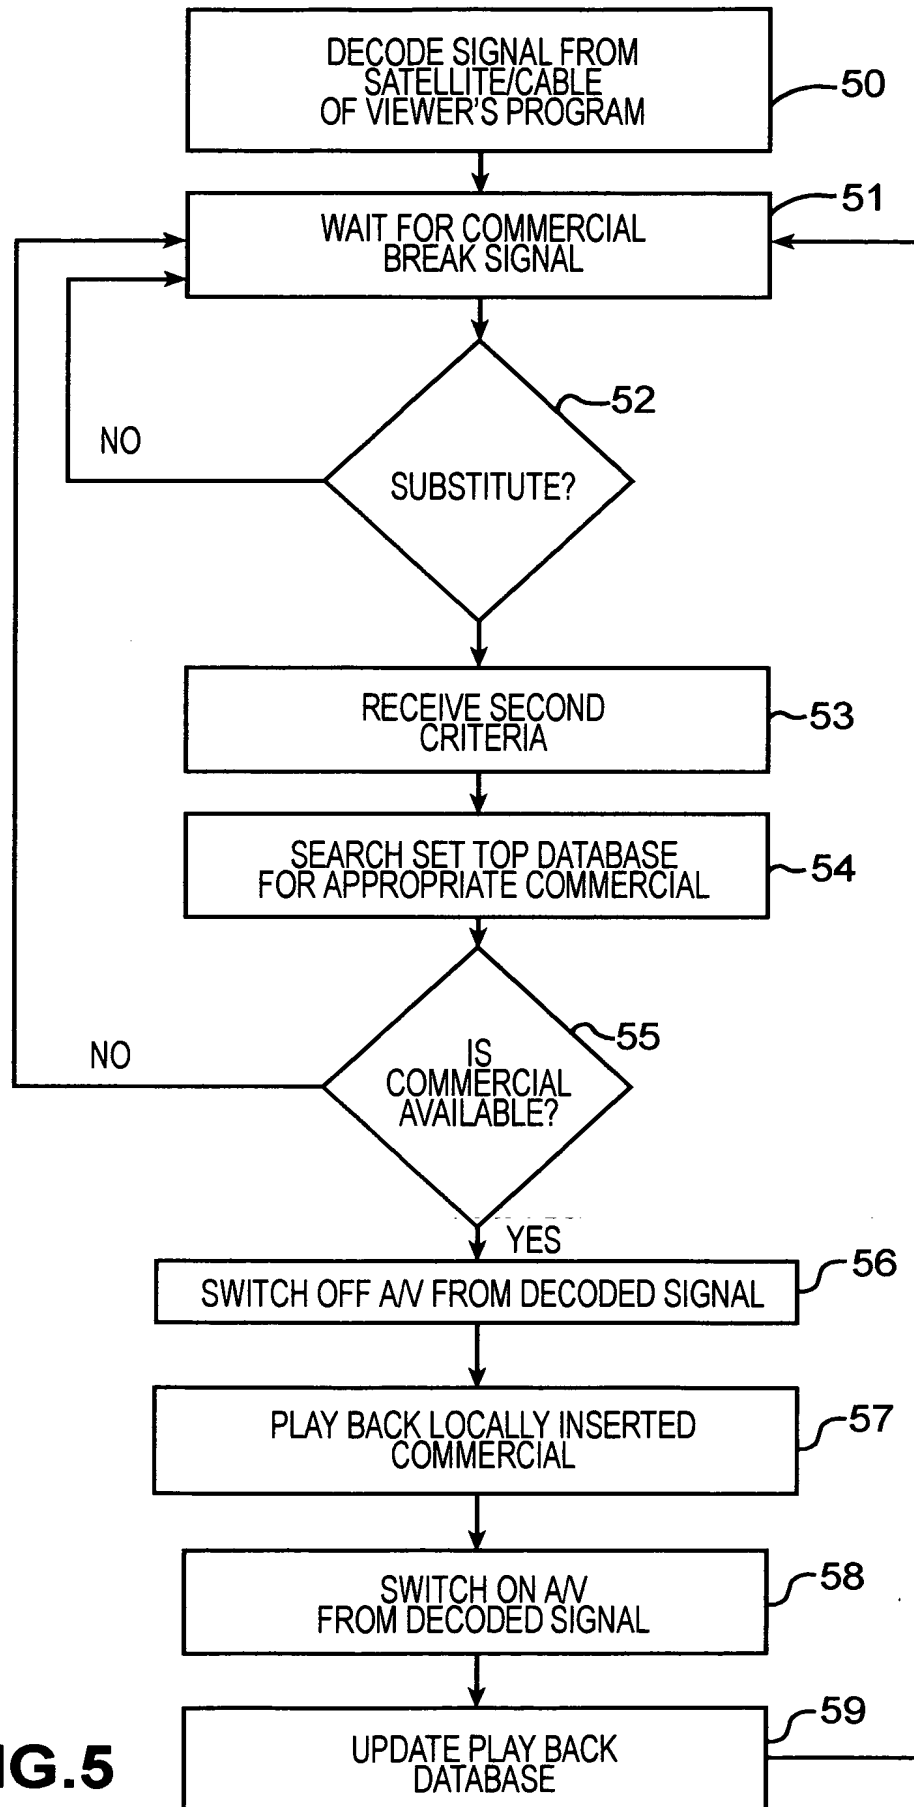 DECODE SIGNAL FROM
SATELLITE/CABLE
OF VIEWER'S PROGRAM
50
WAIT FOR COMMERCIAL
BREAK SIGNAL
51
SUBSTITUTE?
52
NO
RECEIVE SECOND
CRITERIA
53
SEARCH SET TOP DATABASE
FOR APPROPRIATE COMMERCIAL
54
IS
COMMERCIAL
AVAILABLE?
55
NO
YES
SWITCH OFF A/V FROM DECODED SIGNAL
56
PLAY BACK LOCALLY INSERTED
COMMERCIAL
57
SWITCH ON A/V
FROM DECODED SIGNAL
58
UPDATE PLAY BACK
DATABASE
59
IG.5